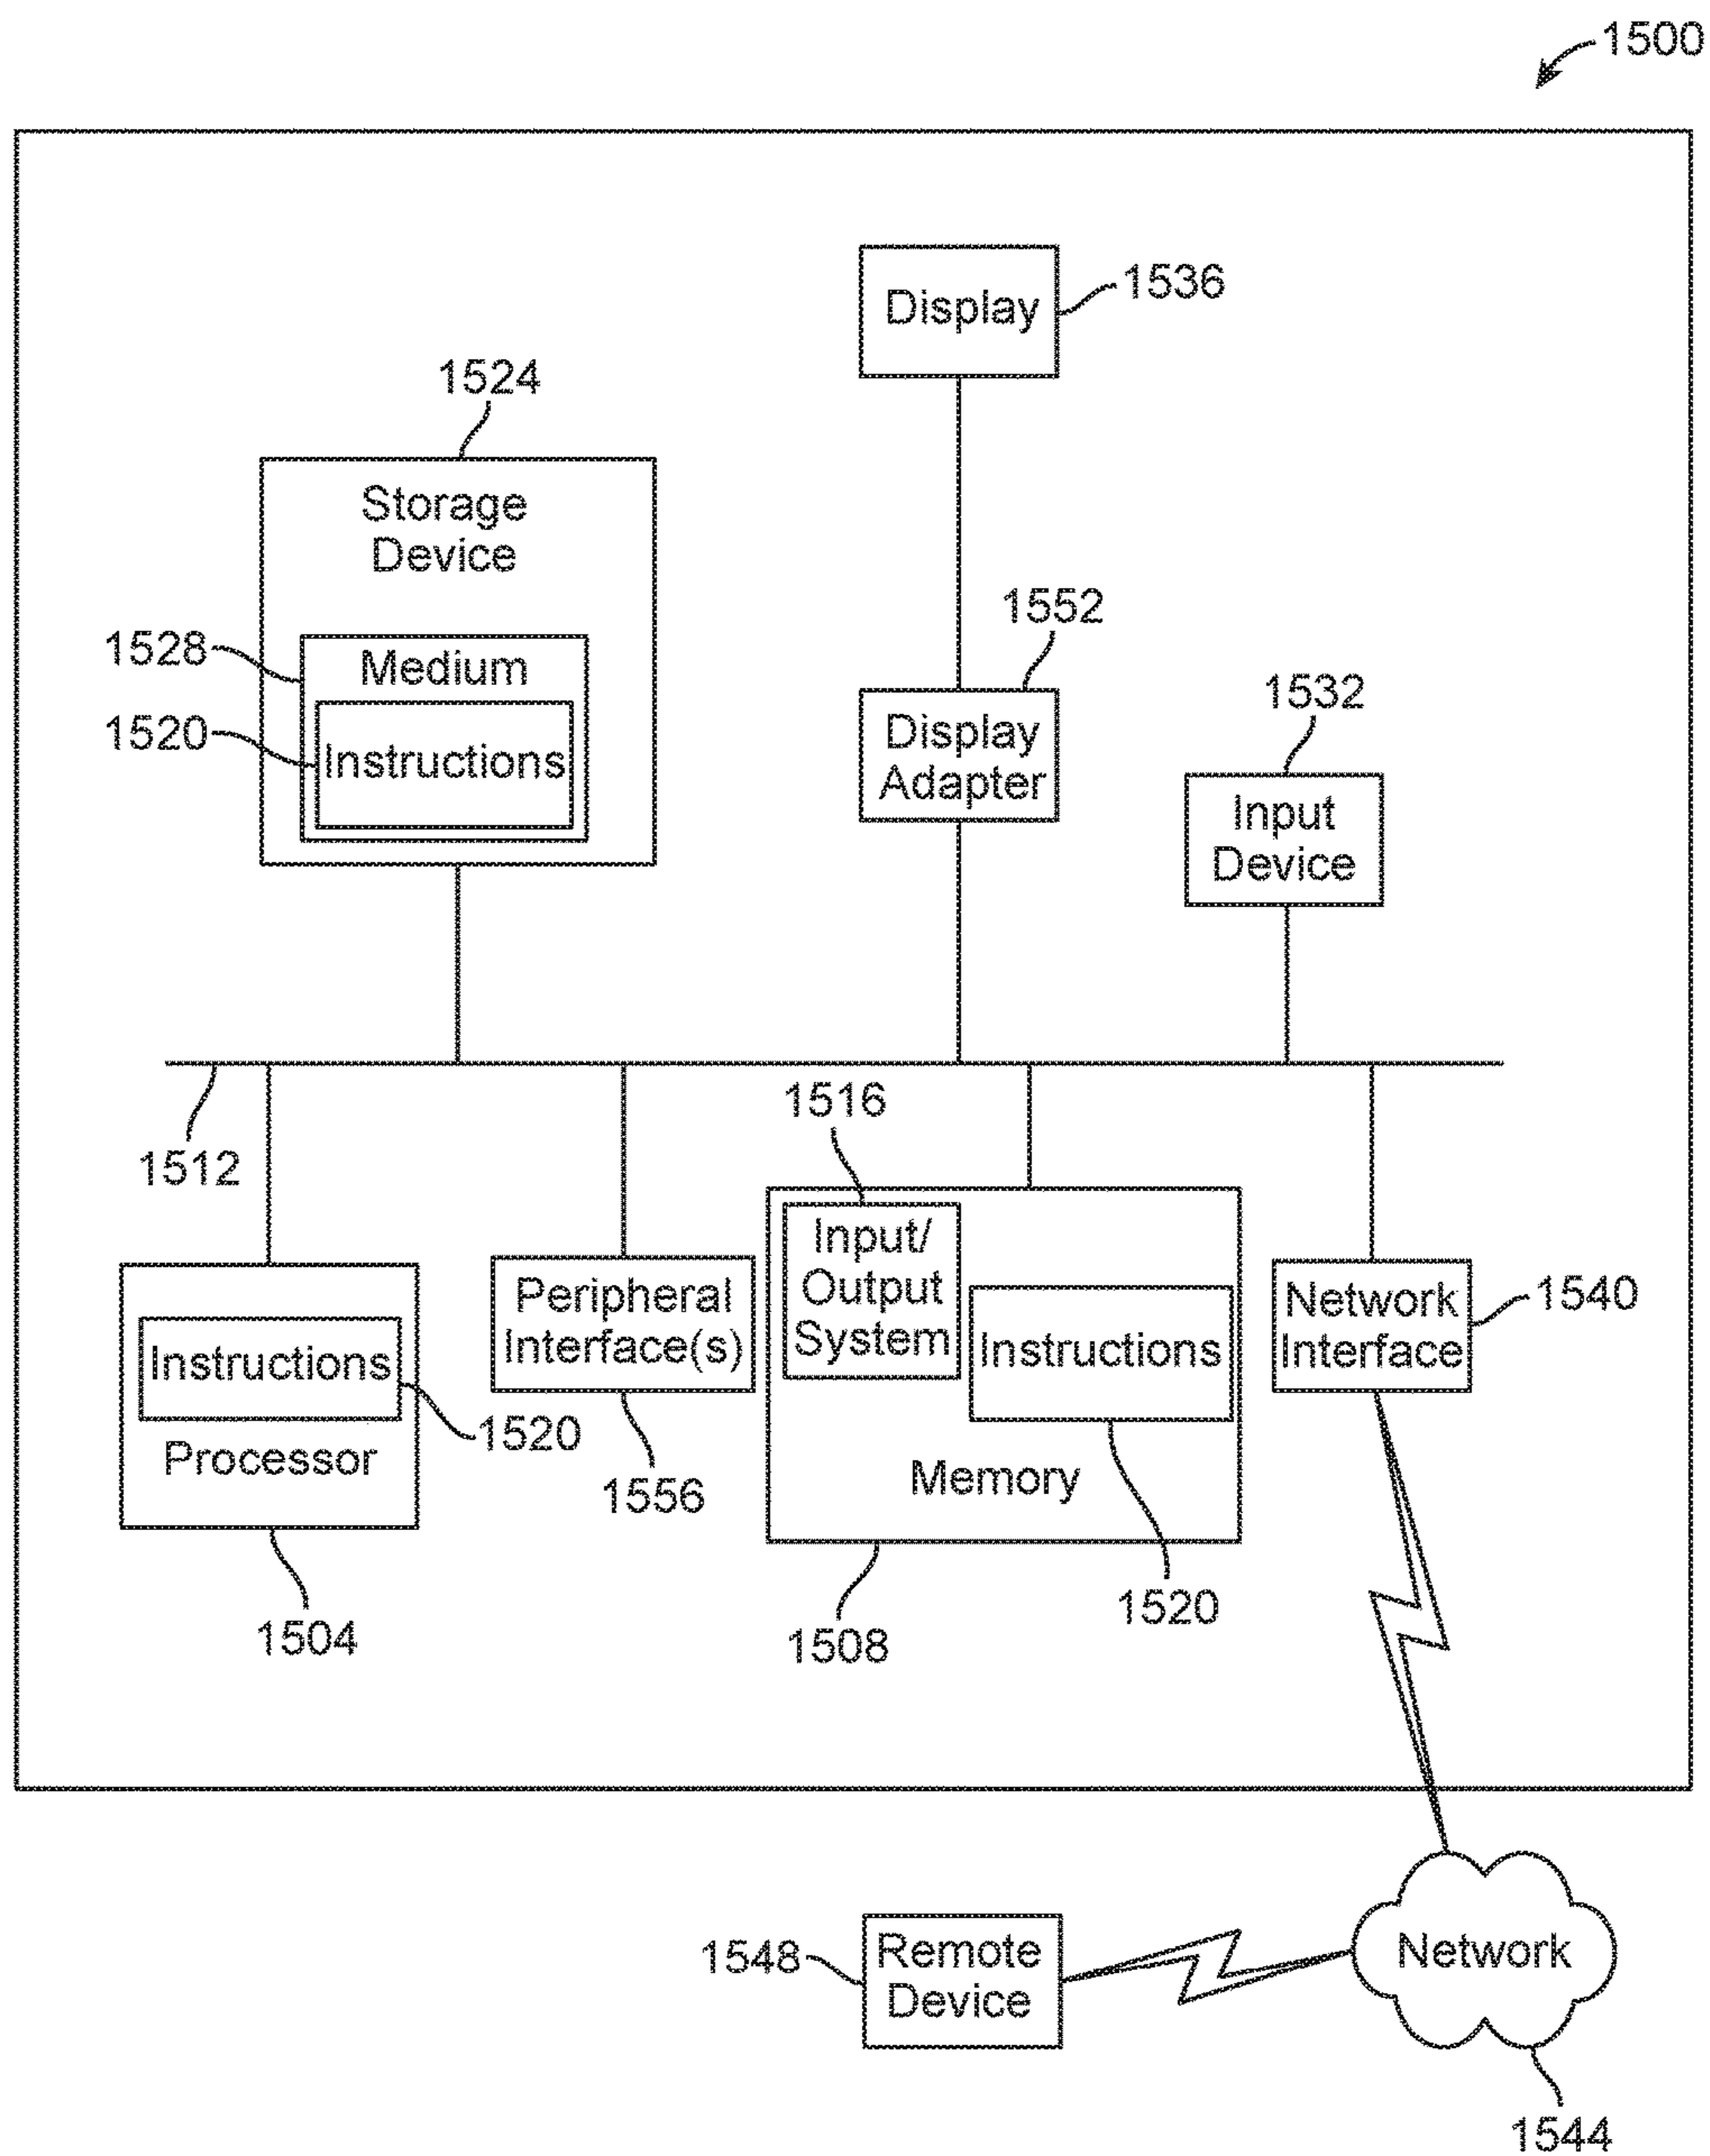 1500
Display
1536
1524
Storage
Device
1528
Medium
1520
Instructions
1552
Display
Adapter
1532
Input
Device
1512
1516
Input/
Output
System
Instructions
Memory
1520
1508
Instructions
Processor
1520
1504
Peripheral
Interface(s)
1556
Network
Interface
1540
1548
Remote
Device
Network
1544